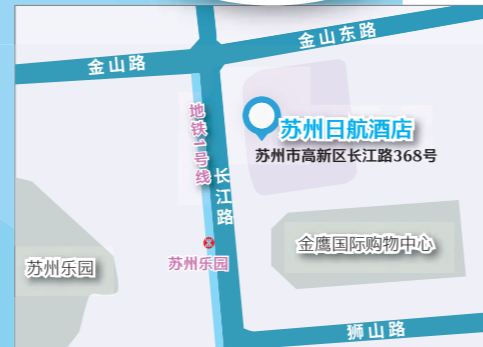 金山东路
金山路
地铁1号线
苏州日航酒店
苏州市高新区长江路368号
长江路
金鹰国际购物中心
苏州乐园
苏州乐园
狮山路